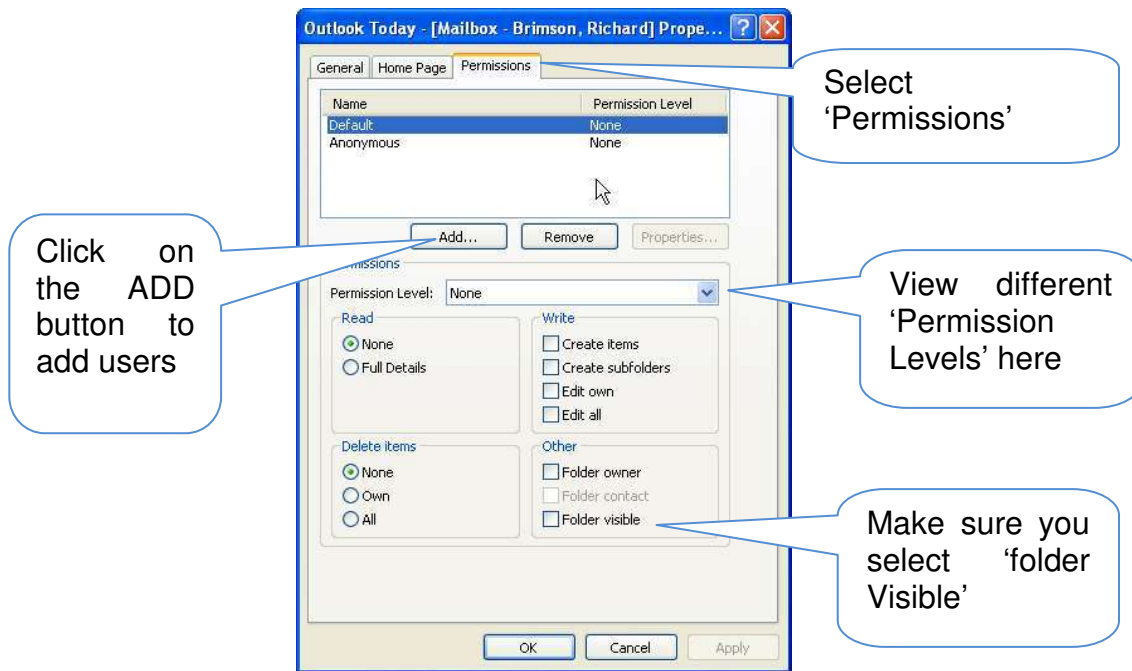 Outlook Today - [Mailbox - Brimson, Richard] Prope...
General Home Page Permissions
Select
‘Permissions’
Name Permission Level
Default None
Anonymous None
Add... Remove Properties...
Click on
the ADD
button to
add users
Permission Level: None
View different
‘Permission
Levels’ here
Read
None
Full Details
Write
Create items
Create subfolders
Edit own
Edit all
Delete items
None
Own
All
Other
Folder owner
Folder contact
Folder visible
Make sure you
select ‘folder
Visible’
OK Cancel Apply